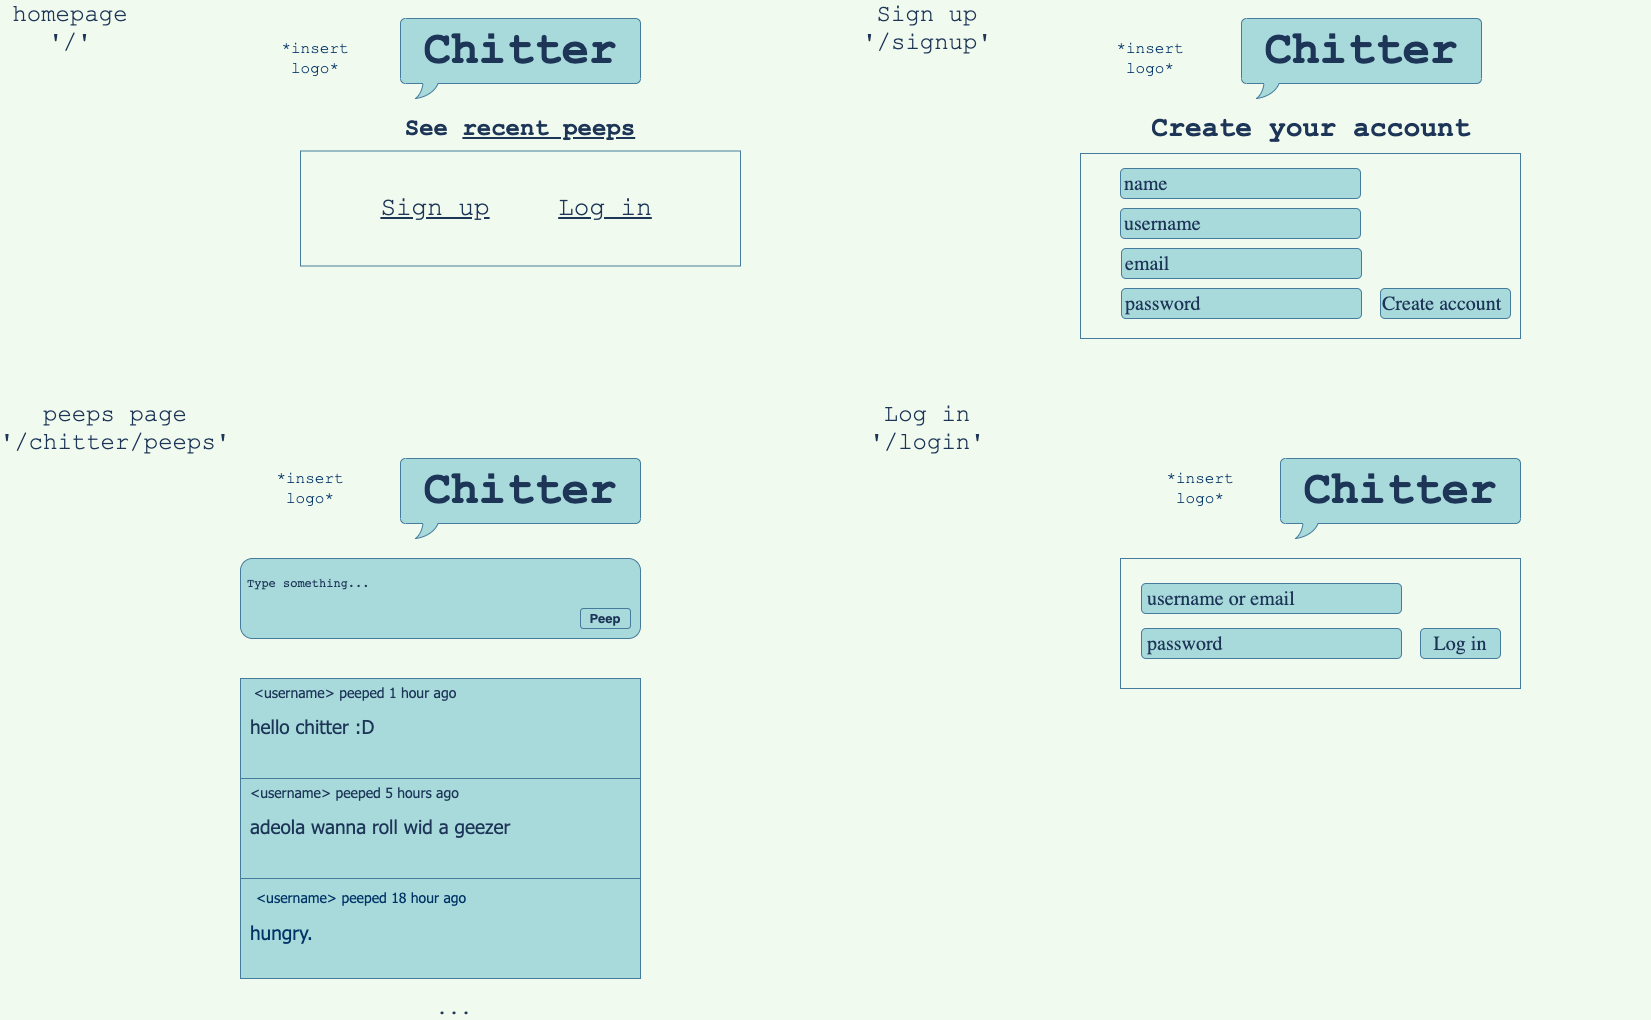 homepage
'/'
*insert
logo*
Chitter
See recent peeps
Sign up
Log in
Sign up
'/signup'
*insert
logo*
Chitter
Create your account
name
username
email
password
Create account
peeps page
'/chitter/peeps'
*insert
logo*
Chitter
Type something...
Peep
<username> peeped 1 hour ago
hello chitter :D
<username> peeped 5 hours ago
adeola wanna roll wid a geezer
<username> peeped 18 hour ago
hungry.
...
Log in
'/login'
*insert
logo*
Chitter
username or email
password
Log in